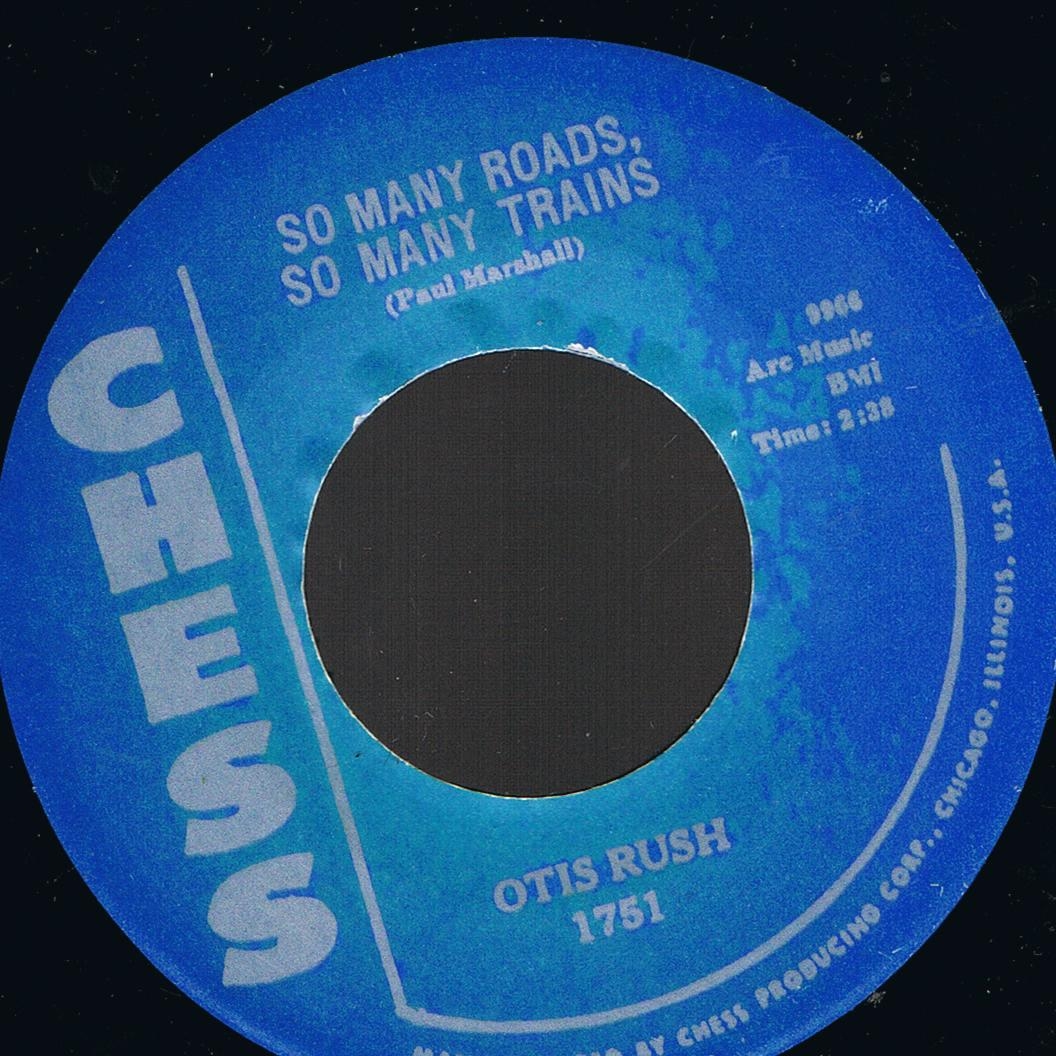 SO MANY ROADS,
SO MANY TRAINS
(Paul Marshall)
9966
Arc Music
BMI
Time: 2:38
CHESS
OTIS RUSH
1751
BY CHESS PRODUCING CORP., CHICAGO, ILLINOIS, U.S.A.